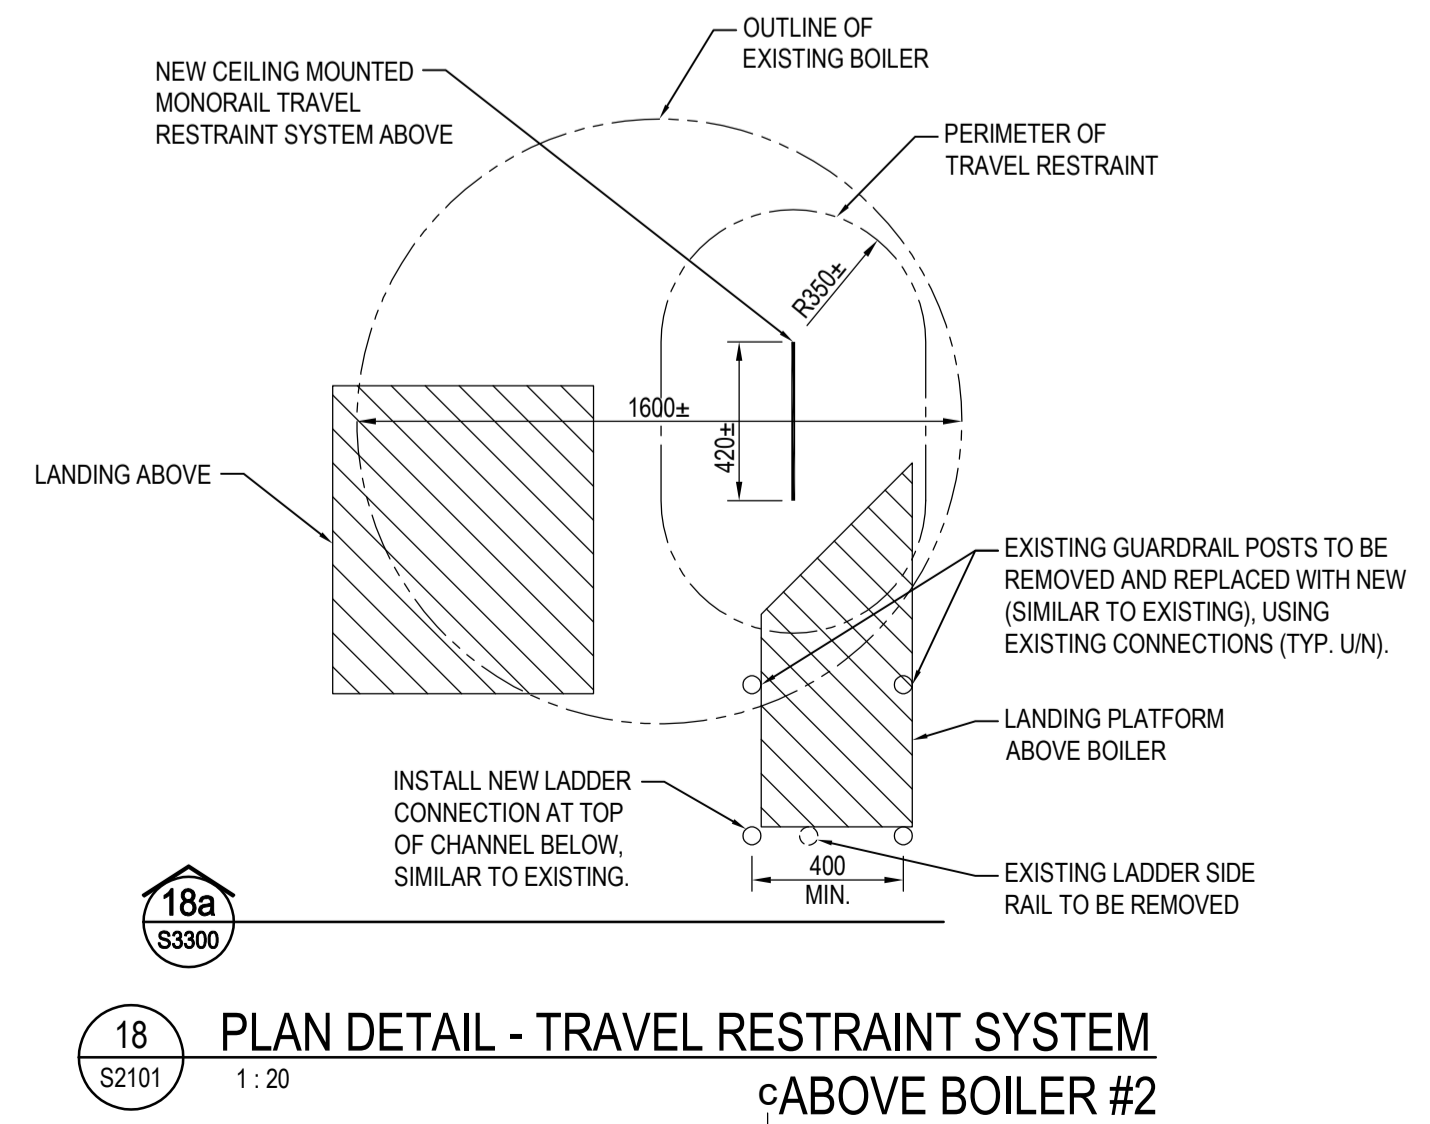 OUTLINE OF
EXISTING BOILER
NEW CEILING MOUNTED
MONORAIL TRAVEL
RESTRAINT SYSTEM ABOVE
PERIMETER OF
TRAVEL RESTRAINT
R350±
1600±
420±
LANDING ABOVE
EXISTING GUARDRAIL POSTS TO BE
REMOVED AND REPLACED WITH NEW
(SIMILAR TO EXISTING), USING
EXISTING CONNECTIONS (TYP. U/N).
LANDING PLATFORM
ABOVE BOILER
INSTALL NEW LADDER
CONNECTION AT TOP
OF CHANNEL BELOW,
SIMILAR TO EXISTING.
400
MIN.
EXISTING LADDER SIDE
RAIL TO BE REMOVED
18a
S3300
18
S2101
PLAN DETAIL - TRAVEL RESTRAINT SYSTEM
1 : 20
C
ABOVE BOILER #2